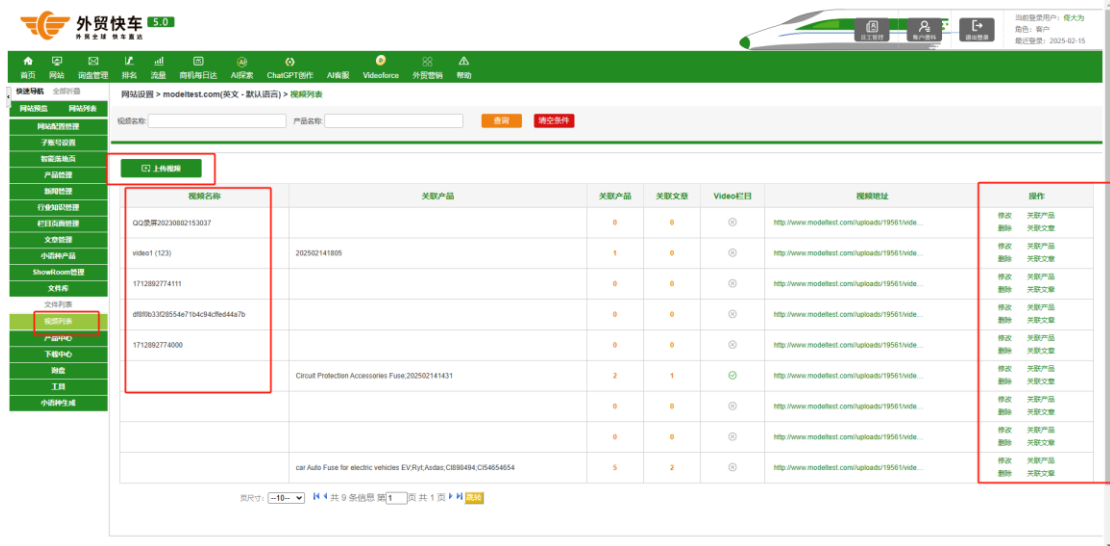 外贸快车 5.0
外贸全球 快车直达
员工管理 账户资料 退出登录
当前登录用户：佬大为
角色：客户
最近登录：2025-02-15
首页 网站 询盘管理 排名 流量 商机每日达 AI探索 ChatGPT创作 AI客服 Videoforce 外贸营销 帮助
快速导航 全部折叠
网站预览 网站列表
网站配置管理
子账号设置
智能落地页
产品管理
新闻管理
行业知识管理
栏目页面管理
文章管理
小语种产品
ShowRoom管理
文件库
文件列表
视频列表
产品中心
下载中心
询盘
工具
小语种生成
网站设置 > modeltest.com(英文 - 默认语言) > 视频列表
视频名称: 产品名称: 查询 清空条件
上传视频
视频名称 关联产品 关联产品 关联文章 Video栏目 视频地址 操作
QQ录屏20230802153037 0 0 http://www.modeltest.com/uploads/19561/vide... 修改 关联产品
删除 关联文章
video1 (123) 202502141805 1 0 http://www.modeltest.com/uploads/19561/vide... 修改 关联产品
删除 关联文章
1712892774111 0 0 http://www.modeltest.com/uploads/19561/vide... 修改 关联产品
删除 关联文章
0 0 http://www.modeltest.com/uploads/19561/vide... 修改 关联产品
删除 关联文章
1712892774000 0 0 http://www.modeltest.com/uploads/19561/vide... 修改 关联产品
删除 关联文章
Circuit Protection Accessories Fuse;202502141431 2 1 http://www.modeltest.com/uploads/19561/vide... 修改 关联产品
删除 关联文章
0 0 http://www.modeltest.com/uploads/19561/vide... 修改 关联产品
删除 关联文章
0 0 http://www.modeltest.com/uploads/19561/vide... 修改 关联产品
删除 关联文章
car Auto Fuse for electric vehicles EV;Ryf;Asdas;CI898494;CI54654654 5 2 http://www.modeltest.com/uploads/19561/vide... 修改 关联产品
删除 关联文章
页尺寸: --10-- 共 9 条信息 第 1 页 共 1 页 跳转